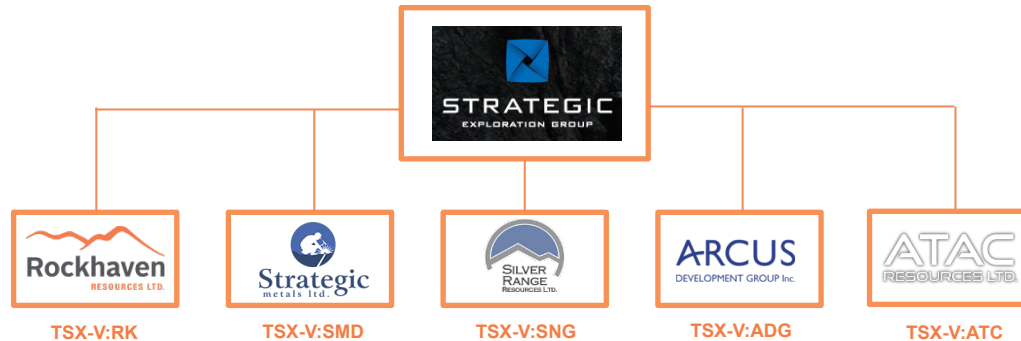 STRATEGIC
EXPLORATION GROUP
Rockhaven
RESOURCES LTD.
TSX-V:RK
Strategic
metals ltd.
TSX-V:SMD
SILVER
RANGE
RESOURCES LTD.
TSX-V:SNG
ARCUS
DEVELOPMENT GROUP Inc.
TSX-V:ADG
ATAC
RESOURCES LTD.
TSX-V:ATC